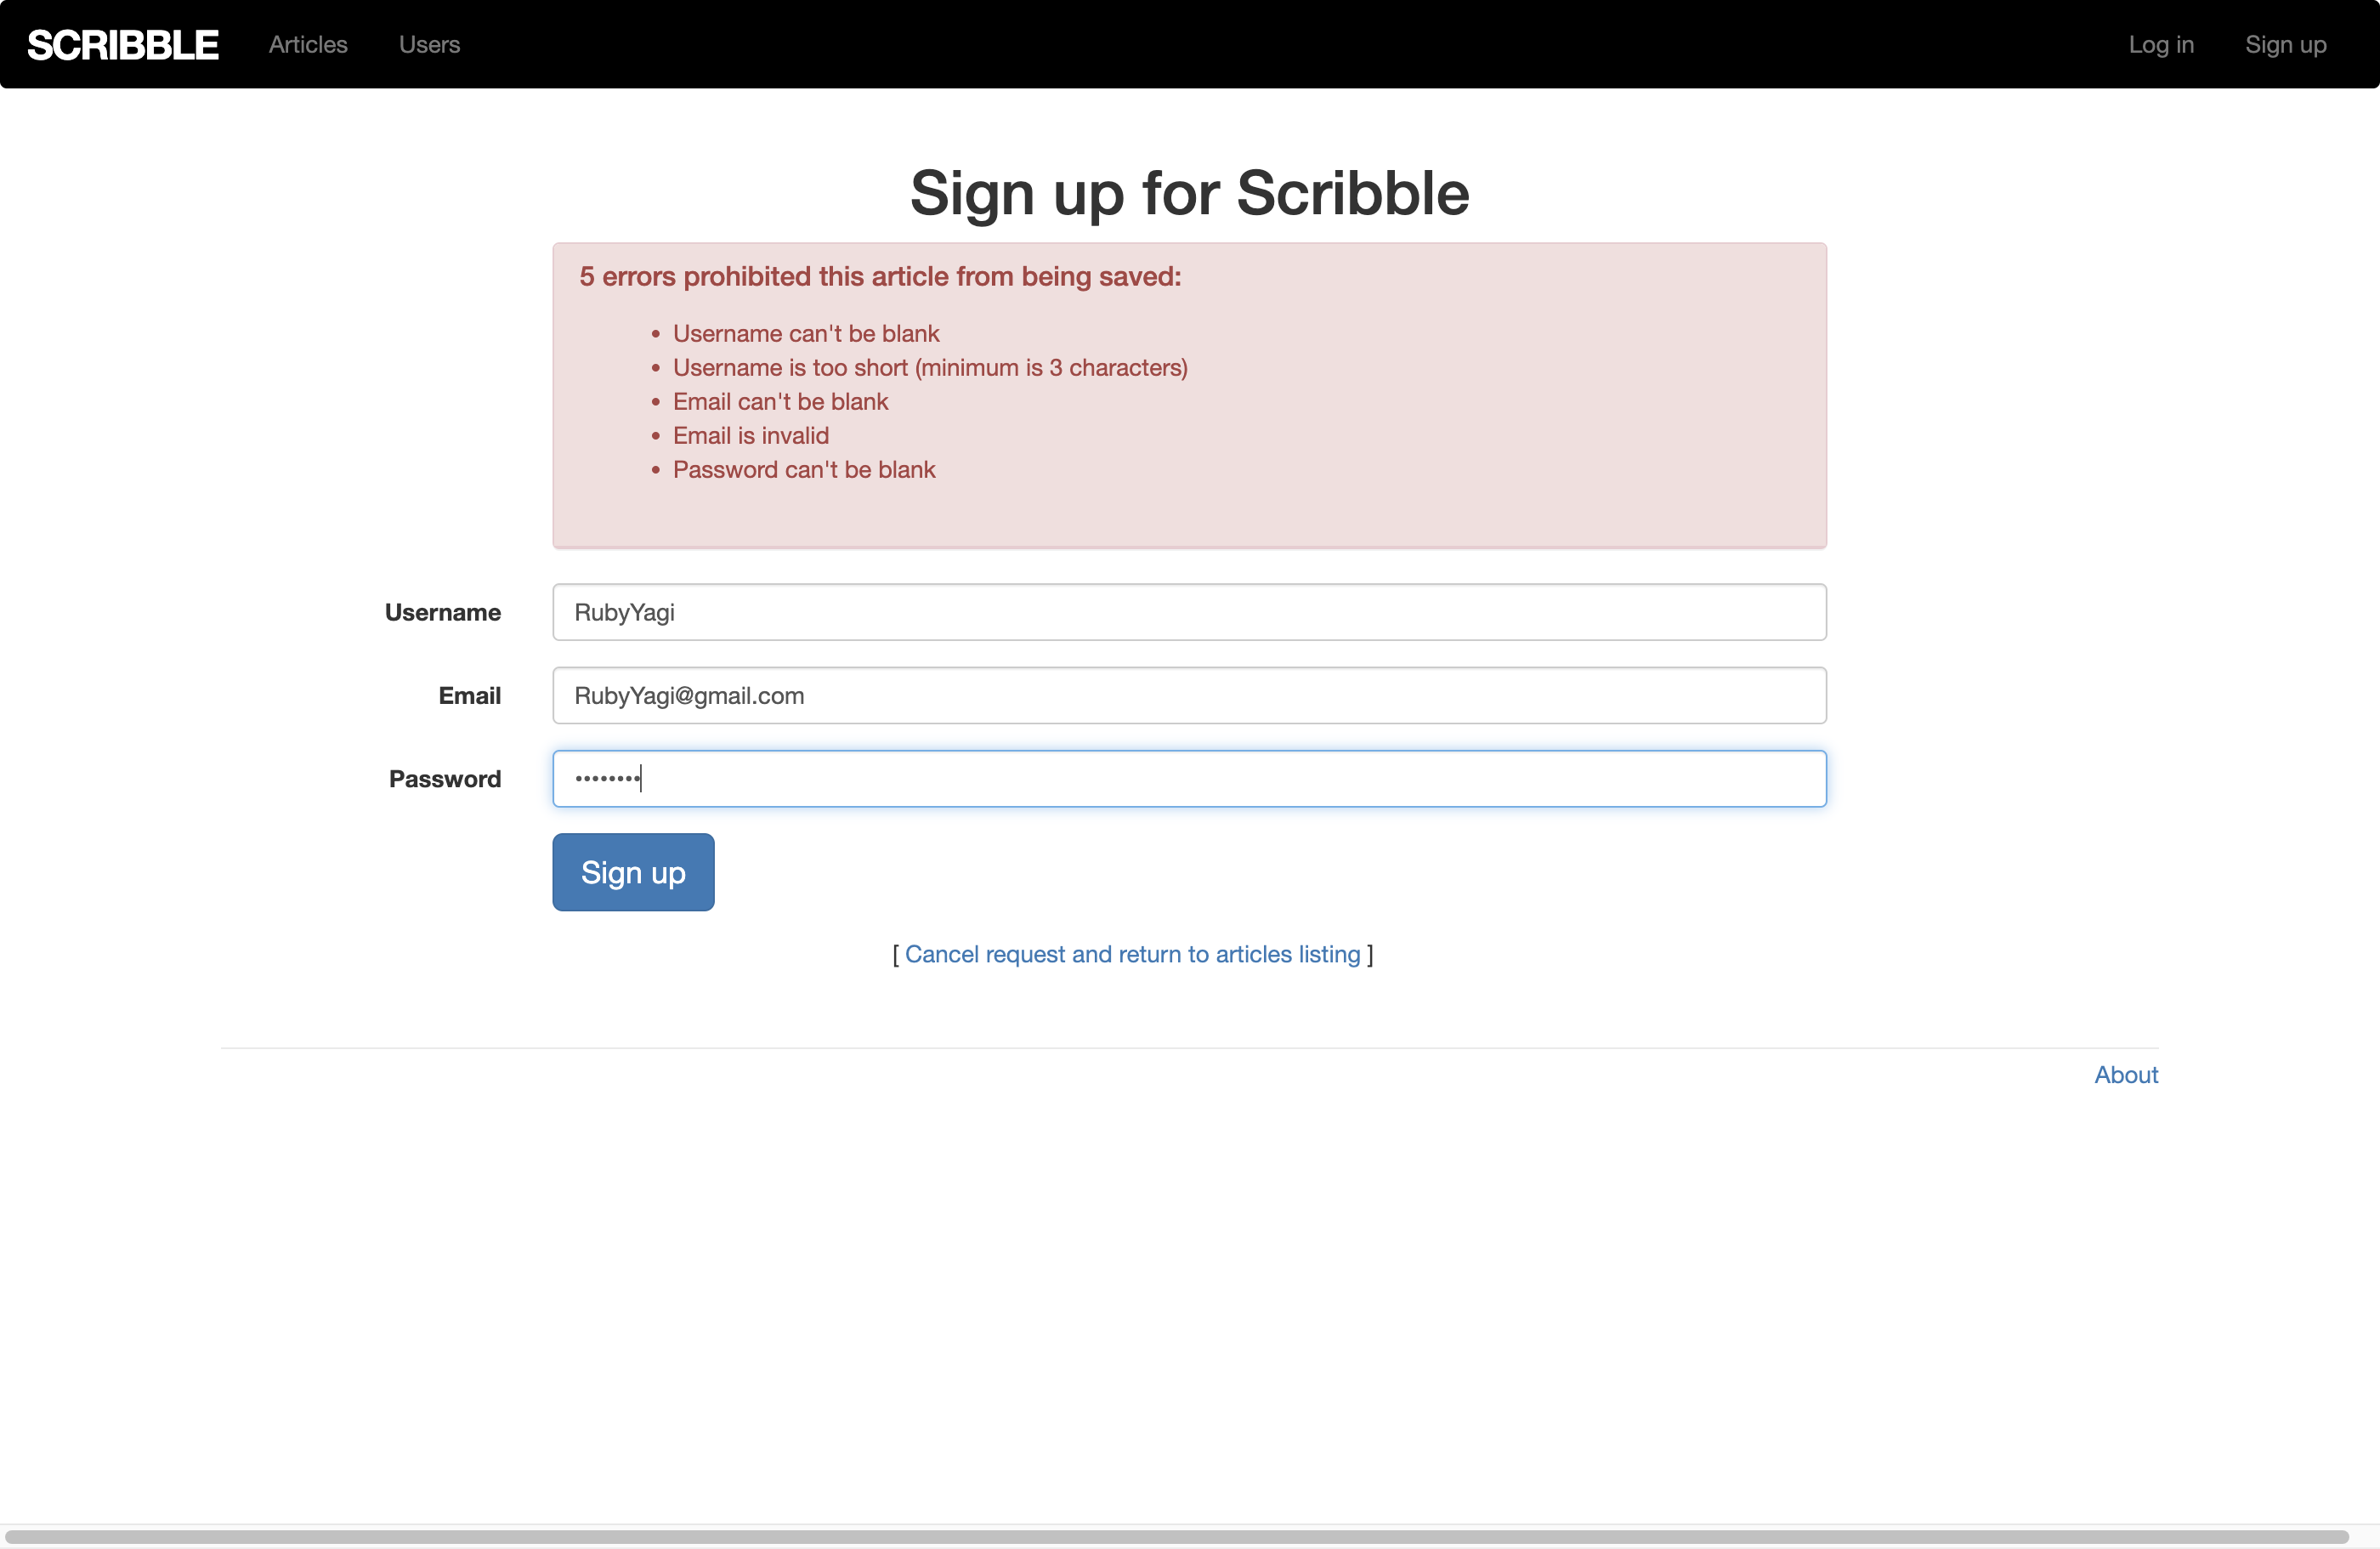 SCRIBBLE Articles Users Log in Sign up
Sign up for Scribble
5 errors prohibited this article from being saved:
• Username can't be blank
• Username is too short (minimum is 3 characters)
• Email can't be blank
• Email is invalid
• Password can't be blank
Username RubyYagi
Email RubyYagi@gmail.com
Password ••••••••
Sign up
[ Cancel request and return to articles listing ]
About